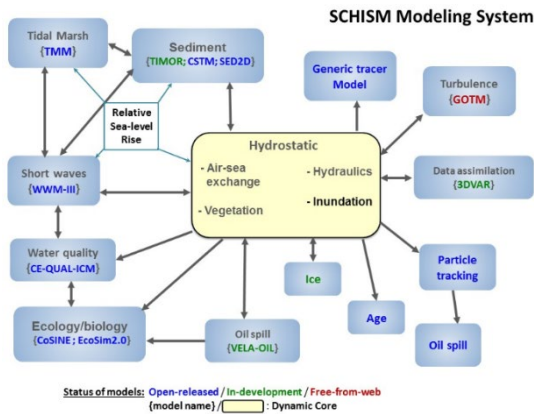 SCHISM Modeling System
Tidal Marsh
{TMM}
Sediment
{TIMOR; CSTM; SED2D}
Generic tracer
Model
Turbulence
{GOTM}
Relative
Sea-level
Rise
Hydrostatic
- Air-sea
exchange
- Hydraulics
- Vegetation
- Inundation
Short waves
{WWM-III}
Data assimilation
{3DVAR}
Water quality
{CE-QUAL-ICM}
Ice
Particle
tracking
Ecology/biology
{CoSINE ; EcoSim2.0}
Oil spill
{VELA-OIL}
Age
Oil spill
Status of models: Open-released / In-development / Free-from-web
{model name} / : Dynamic Core